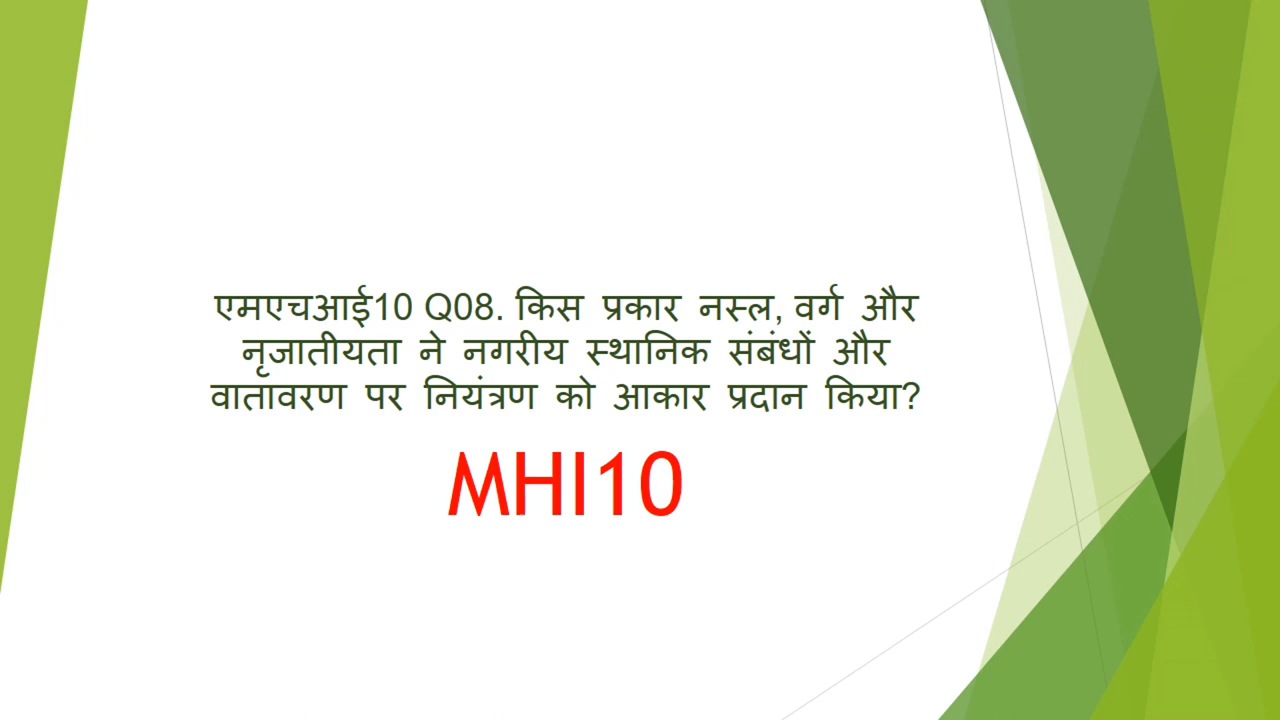 एमएचआई10 Q08. किस प्रकार नस्ल, वर्ग और
नृजातीयता ने नगरीय स्थानिक संबंधों और
वातावरण पर नियंत्रण को आकार प्रदान किया?
MHI10